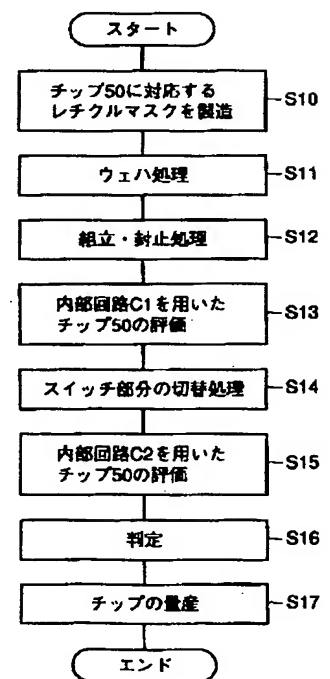 スタート
チップ50に対応する
レチクルマスクを製造
S10
ウェハ処理
S11
組立・封止処理
S12
内部回路C1を用いた
チップ50の評価
S13
スイッチ部分の切替処理
S14
内部回路C2を用いた
チップ50の評価
S15
判定
S16
チップの量産
S17
エンド